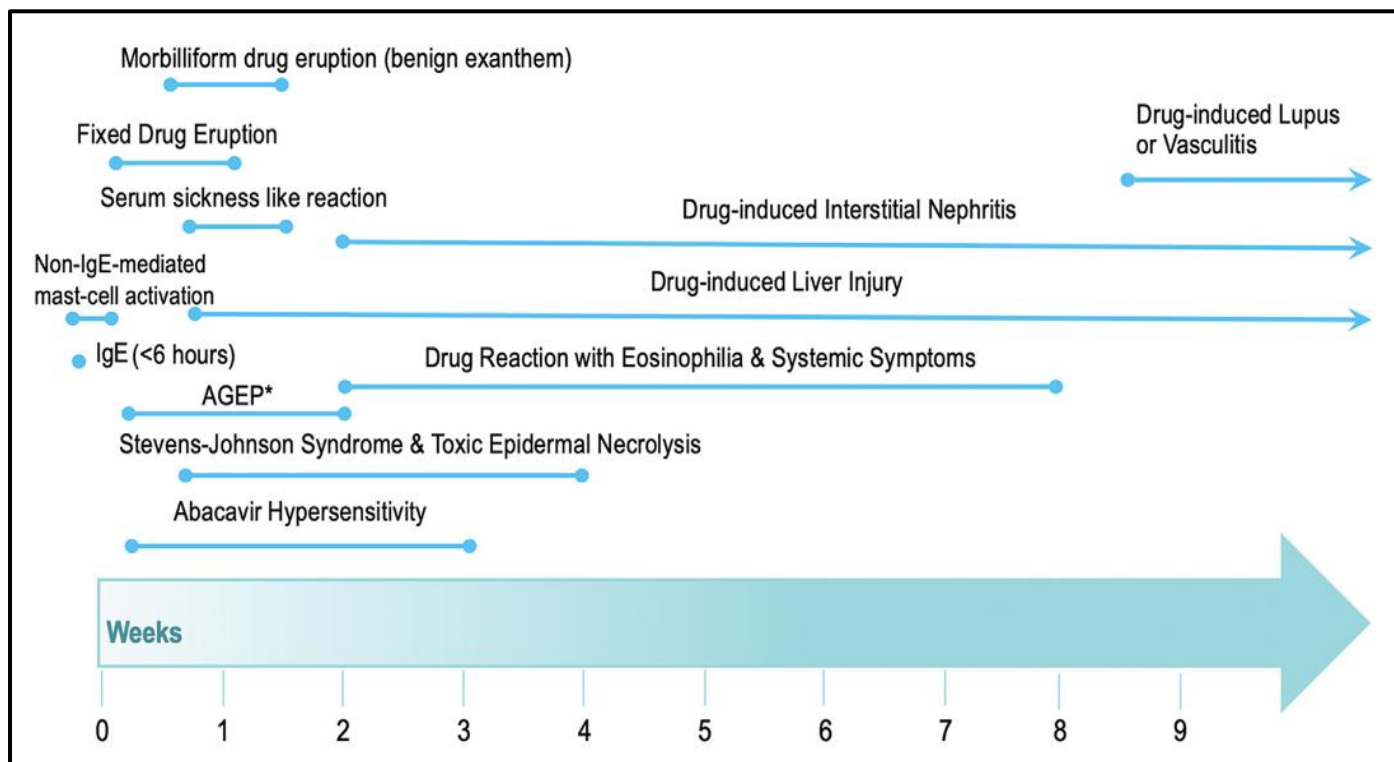 Morbilliform drug eruption (benign exanthem)
Drug-induced Lupus
or Vasculitis
Fixed Drug Eruption
Serum sickness like reaction
Drug-induced Interstitial Nephritis
Non-IgE-mediated
mast-cell activation
Drug-induced Liver Injury
IgE (<6 hours)
Drug Reaction with Eosinophilia & Systemic Symptoms
AGEP*
Stevens-Johnson Syndrome & Toxic Epidermal Necrolysis
Abacavir Hypersensitivity
Weeks
0 1 2 3 4 5 6 7 8 9